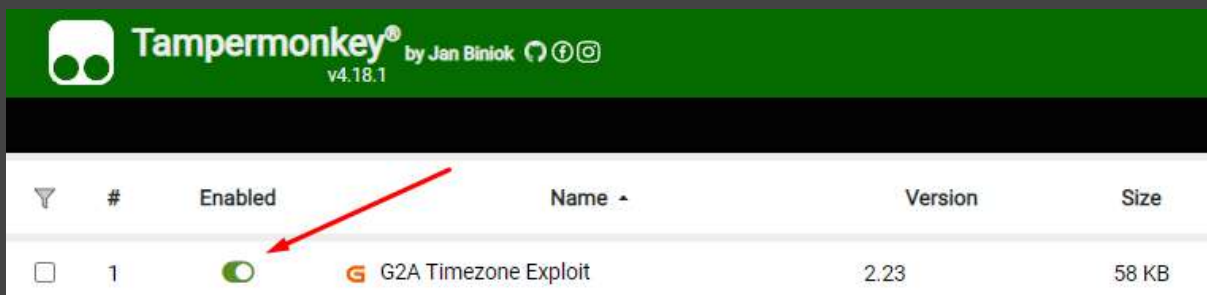 Tampermonkey® by Jan Biniok
v4.18.1
# Enabled Name Version Size
1 G2A Timezone Exploit 2.23 58 KB